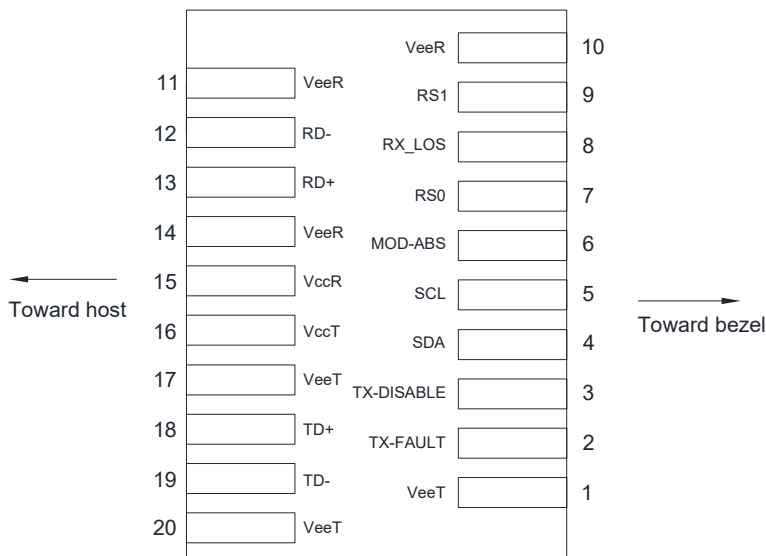 VeeR 10
11 VeeR
RS1 9
12 RD-
RX_LOS 8
13 RD+
RS0 7
14 VeeR
MOD-ABS 6
15 VccR
SCL 5
Toward host
Toward bezel
16 VccT
SDA 4
17 VeeT
TX-DISABLE 3
18 TD+
TX-FAULT 2
19 TD-
VeeT 1
20 VeeT